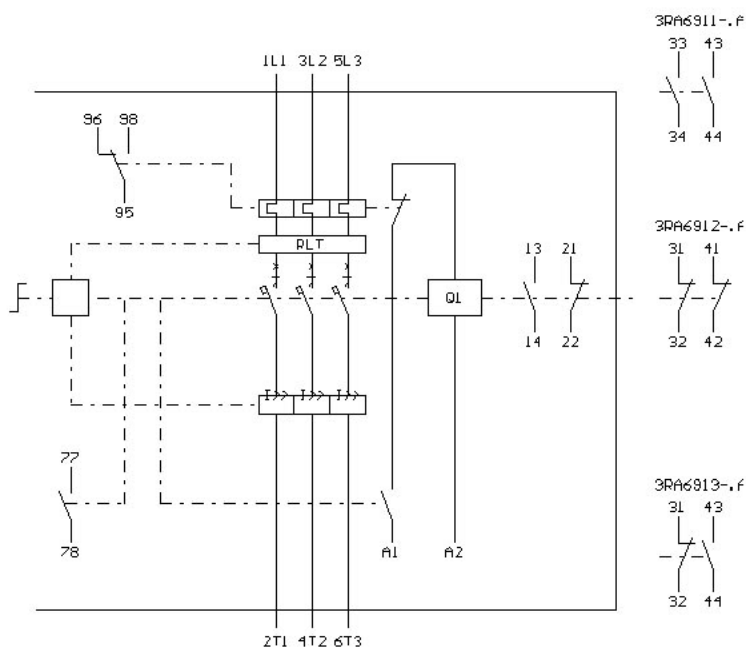 3RA6911-.A
33 43
34 44
1L1 3L2 5L3
96 98
95
RLT
3RA6912-.A
13 21
31 41
Q1
14 22
32 42
I>> I>> I>>
77
78
A1 A2
3RA6913-.A
31 43
32 44
2T1 4T2 6T3